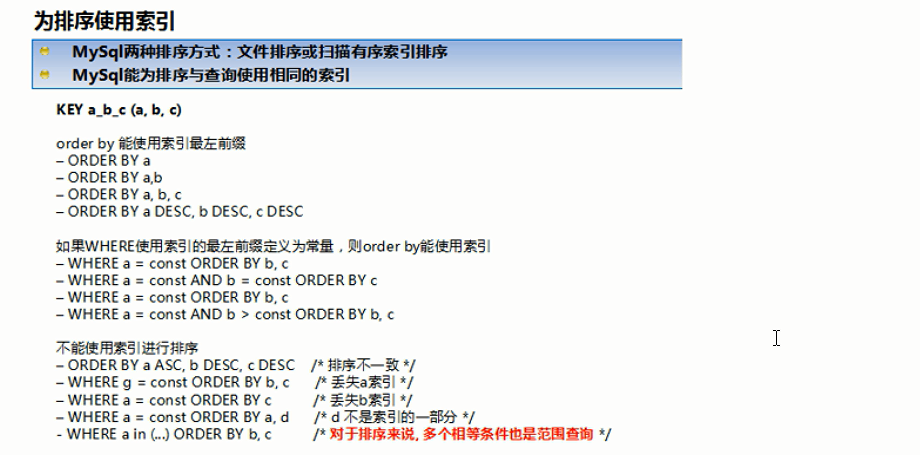 为排序使用索引
MySql两种排序方式：文件排序或扫描有序索引排序
MySql能为排序与查询使用相同的索引
KEY a_b_c (a, b, c)
order by 能使用索引最左前缀
– ORDER BY a
– ORDER BY a,b
– ORDER BY a, b, c
– ORDER BY a DESC, b DESC, c DESC
如果WHERE使用索引的最左前缀定义为常量，则order by能使用索引
– WHERE a = const ORDER BY b, c
– WHERE a = const AND b = const ORDER BY c
– WHERE a = const ORDER BY b, c
– WHERE a = const AND b > const ORDER BY b, c
不能使用索引进行排序
– ORDER BY a ASC, b DESC, c DESC /* 排序不一致 */
– WHERE g = const ORDER BY b, c /* 丢失a索引 */
– WHERE a = const ORDER BY c /* 丢失b索引 */
– WHERE a = const ORDER BY a, d /* d 不是索引的一部分 */
- WHERE a in (...) ORDER BY b, c /* 对于排序来说, 多个相等条件也是范围查询 */